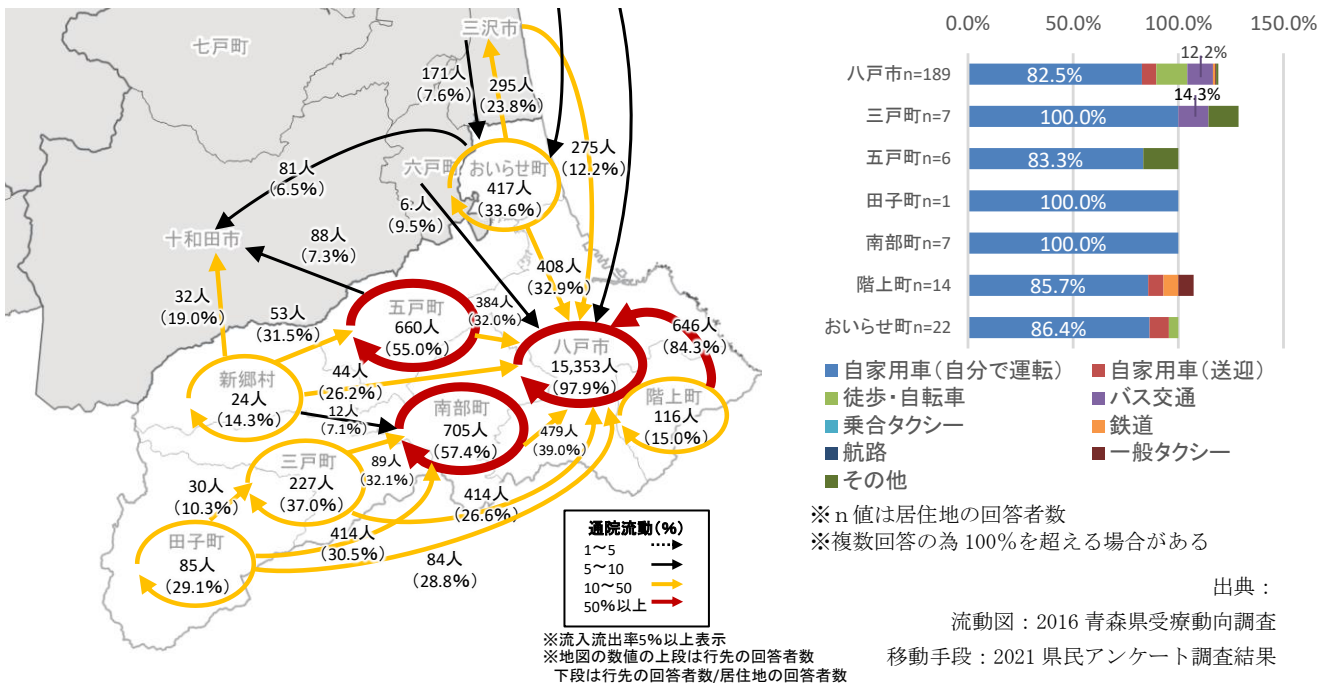 三沢市
七戸町
171人
(7.6%)
295人
(23.8%)
275人
(12.2%)
81人
(6.5%)
六戸町
おいらせ町
417人
(33.6%)
6.人
(9.5%)
十和田市
88人
(7.3%)
408人
(32.9%)
32人
(19.0%)
53人
(31.5%)
五戸町
660人
(55.0%)
384人
(32.0%)
八戸市
15,353人
(97.9%)
646人
(84.3%)
新郷村
24人
(14.3%)
44人
(26.2%)
12人
(7.1%)
南部町
705人
(57.4%)
479人
(39.0%)
階上町
116人
(15.0%)
三戸町
227人
(37.0%)
89人
(32.1%)
30人
(10.3%)
414人
(26.6%)
田子町
85人
(29.1%)
414人
(30.5%)
84人
(28.8%)
通院流動(%)
1～5
5～10
10～50
50%以上
※流入流出率5%以上表示
※地図の数値の上段は行先の回答者数
下段は行先の回答者数/居住地の回答者数
0.0% 50.0% 100.0% 150.0%
12.2%
八戸市n=189 82.5%
14.3%
三戸町n=7 100.0%
五戸町n=6 83.3%
田子町n=1 100.0%
南部町n=7 100.0%
階上町n=14 85.7%
おいらせ町n=22 86.4%
自家用車(自分で運転) 自家用車(送迎)
徒歩・自転車 バス交通
乗合タクシー 鉄道
航路 一般タクシー
その他
※ｎ値は居住地の回答者数
※複数回答の為 100%を超える場合がある
出典：
流動図：2016 青森県受療動向調査
移動手段：2021 県民アンケート調査結果